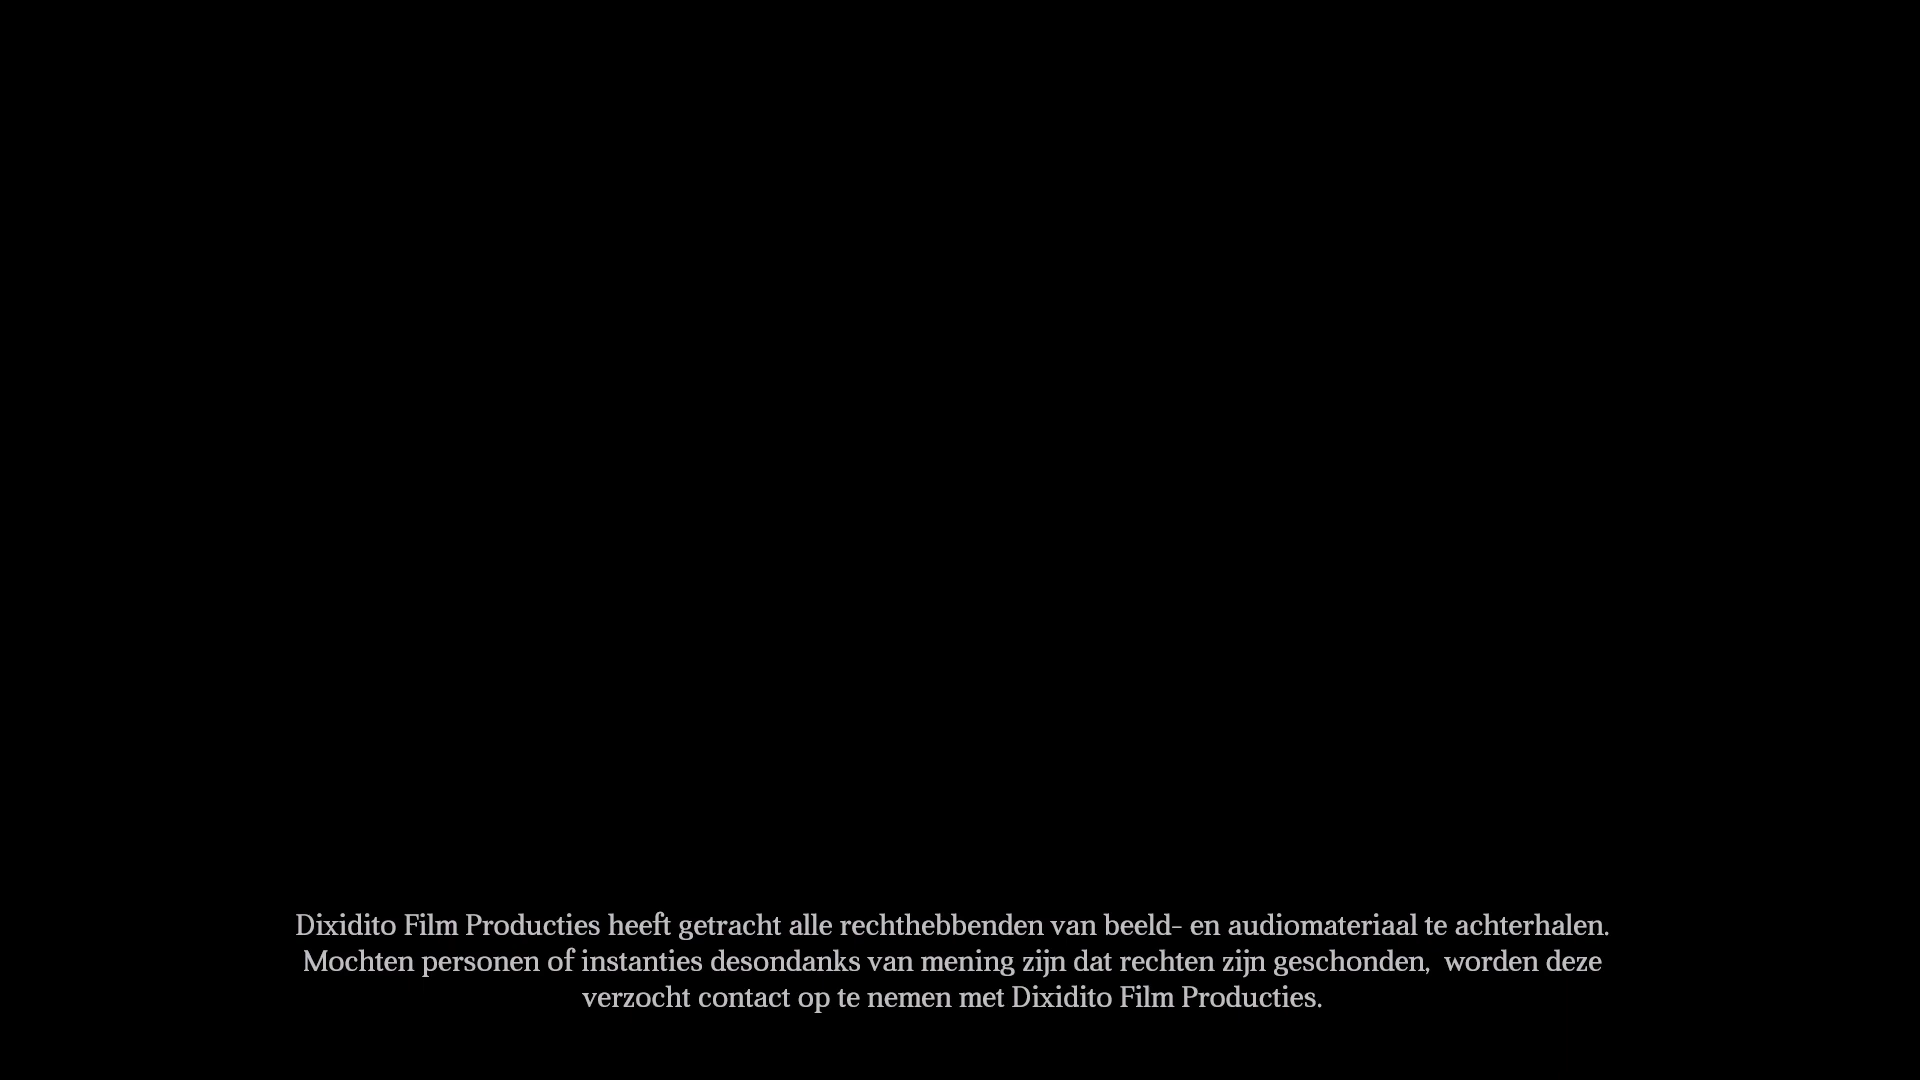 Dixidito Film Producties heeft getracht alle rechthebbenden van beeld- en audiomateriaal te achterhalen.
Mochten personen of instanties desondanks van mening zijn dat rechten zijn geschonden,  worden deze
verzocht contact op te nemen met Dixidito Film Producties.